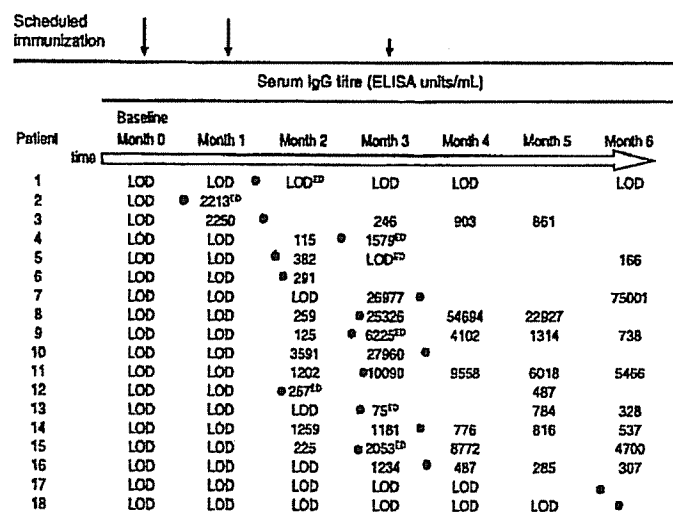 Scheduled
immunization
Serum IgG titre (ELISA units/mL)
Baseline
Patient Month 0 Month 1 Month 2 Month 3 Month 4 Month 5 Month 6
time
1 LOD LOD LOD^ED LOD LOD LOD
2 LOD 2213^ED
3 LOD 2250 246 903 861
4 LOD LOD 115 1579^ED
5 LOD LOD 382 LOD^ED 166
6 LOD LOD 291
7 LOD LOD LOD 26977 75001
8 LOD LOD 259 25326 54694 22927
9 LOD LOD 125 6225^ED 4102 1314 738
10 LOD LOD 3591 27960
11 LOD LOD 1202 10090 9558 6018 5466
12 LOD LOD 267^ED 487
13 LOD LOD LOD 75^ED 784 328
14 LOD LOD 1259 1181 776 816 537
15 LOD LOD 225 2053^ED 8772 4700
16 LOD LOD LOD 1234 487 285 307
17 LOD LOD LOD LOD LOD
18 LOD LOD LOD LOD LOD LOD